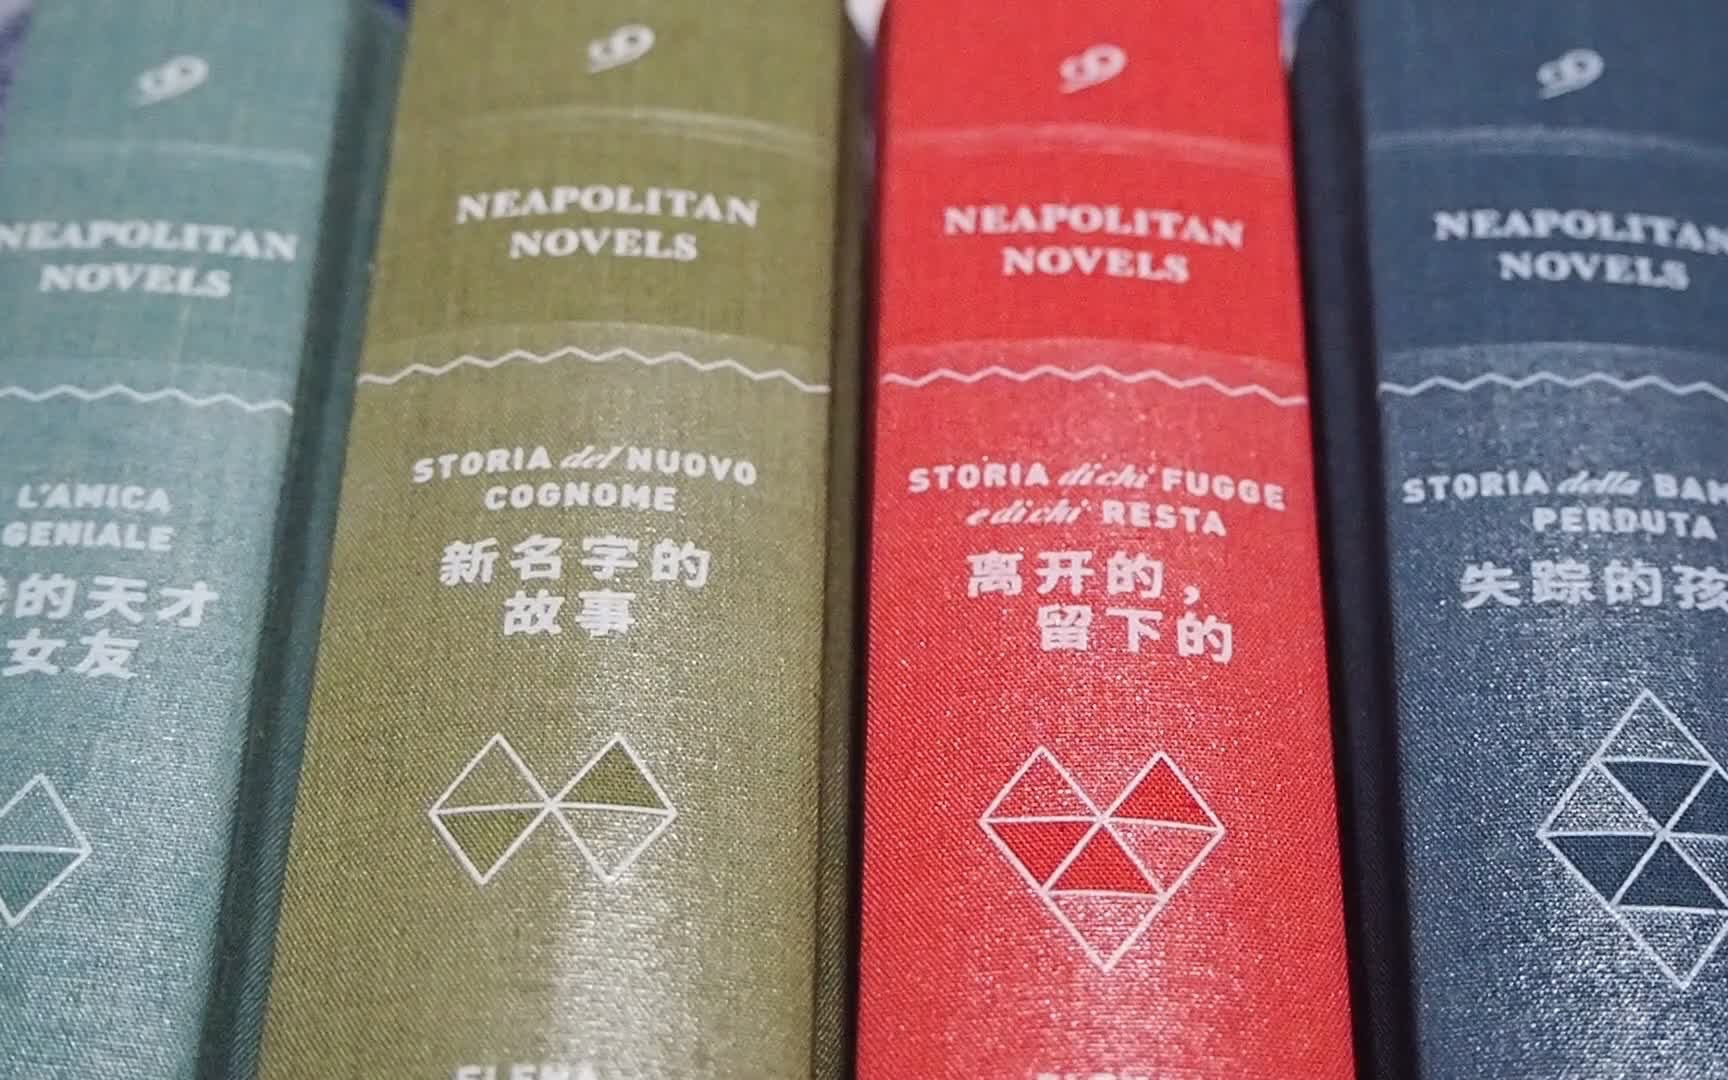 NEAPOLITAN
NOVELS
L'AMICA
GENIALE
的天才
女友
NEAPOLITAN
NOVELS
STORIA del NUOVO
COGNOME
新名字的
故事
ELENA
NEAPOLITAN
NOVELS
STORIA di chi FUGGE
e di chi RESTA
离开的，
留下的
NEAPOLITAN
NOVELS
STORIA della
PERDUTA
失踪的孩